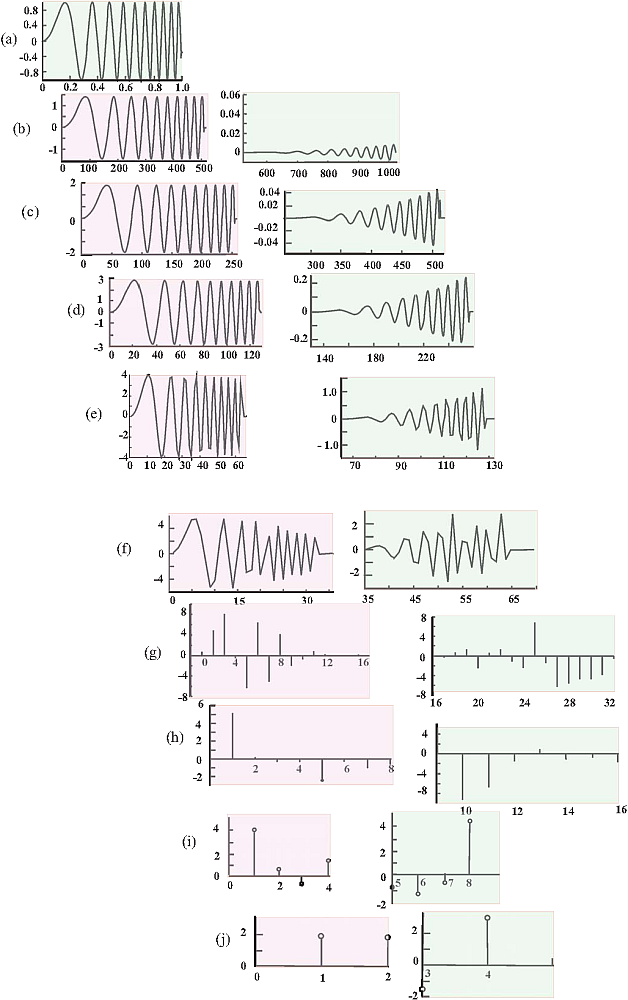 (a)
0.8
0.4
0
-0.4
-0.8
0 0.2 0.4 0.6 0.8 1.0
(b)
1
0
-1
0 100 200 300 400 500
0.06
0.04
0.02
0
600 700 800 900 1000
(c)
2
0
-2
0 50 100 150 200 250
0.04
0.02
0
-0.02
-0.04
300 350 400 450 500
(d)
3
1
0
-1
-3
0 20 40 60 80 100 120
0.2
0
-0.2
140 180 220
(e)
4
2
0
-2
-4
0 10 20 30 40 50 60
1.0
0
-1.0
70 90 110 130
(f)
4
0
-4
0 15 30
2
0
-2
35 45 55 65
(g)
8
4
0
-4
-8
0 4 8 12 16
8
4
0
-4
-8
16 20 24 28 32
(h)
6
4
2
0
-2
2 4 6 8
4
0
-4
-8
10 12 14 16
(i)
4
2
0
0 2 4
4
2
0
-2
5 6 7 8
(j)
2
0
0 1 2
2
0
-2
3 4